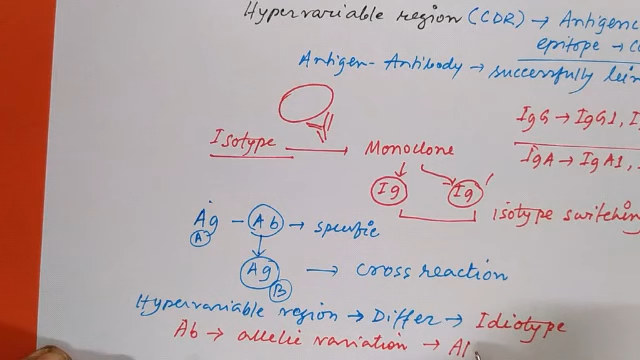 Hypervariable region (CDR) → Antigenc
epitope → C
Antigen-Antibody → successfully
IgG → IgG1, I
Isotype → Monoclone
IgA → IgA1,
Ig Ig'
isotype switching
Ag - Ab → specific
A
Ag → cross reaction
B
Hypervariable region → Differ → Idiotype
Ab → allelic variation → Al